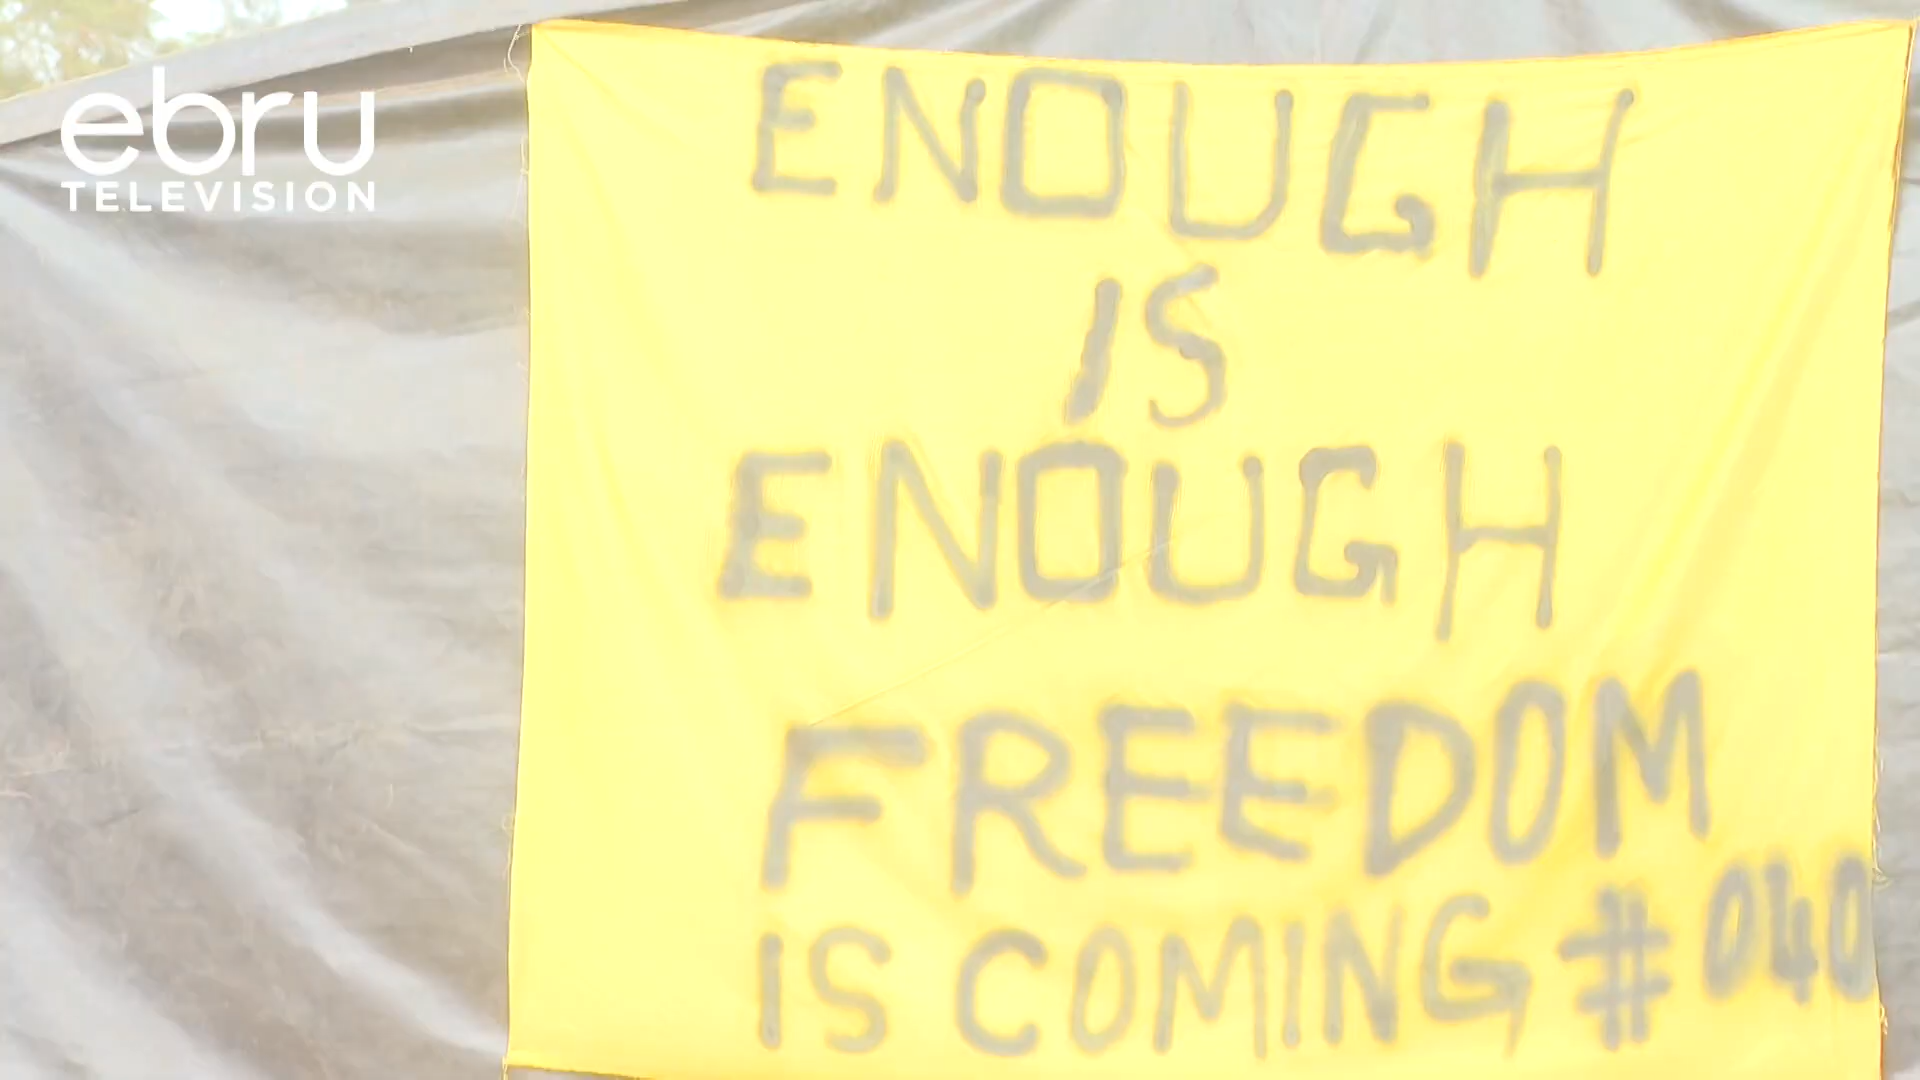 ebru
TELEVISION
ENOUGH
IS
ENOUGH
FREEDOM
IS COMING #040